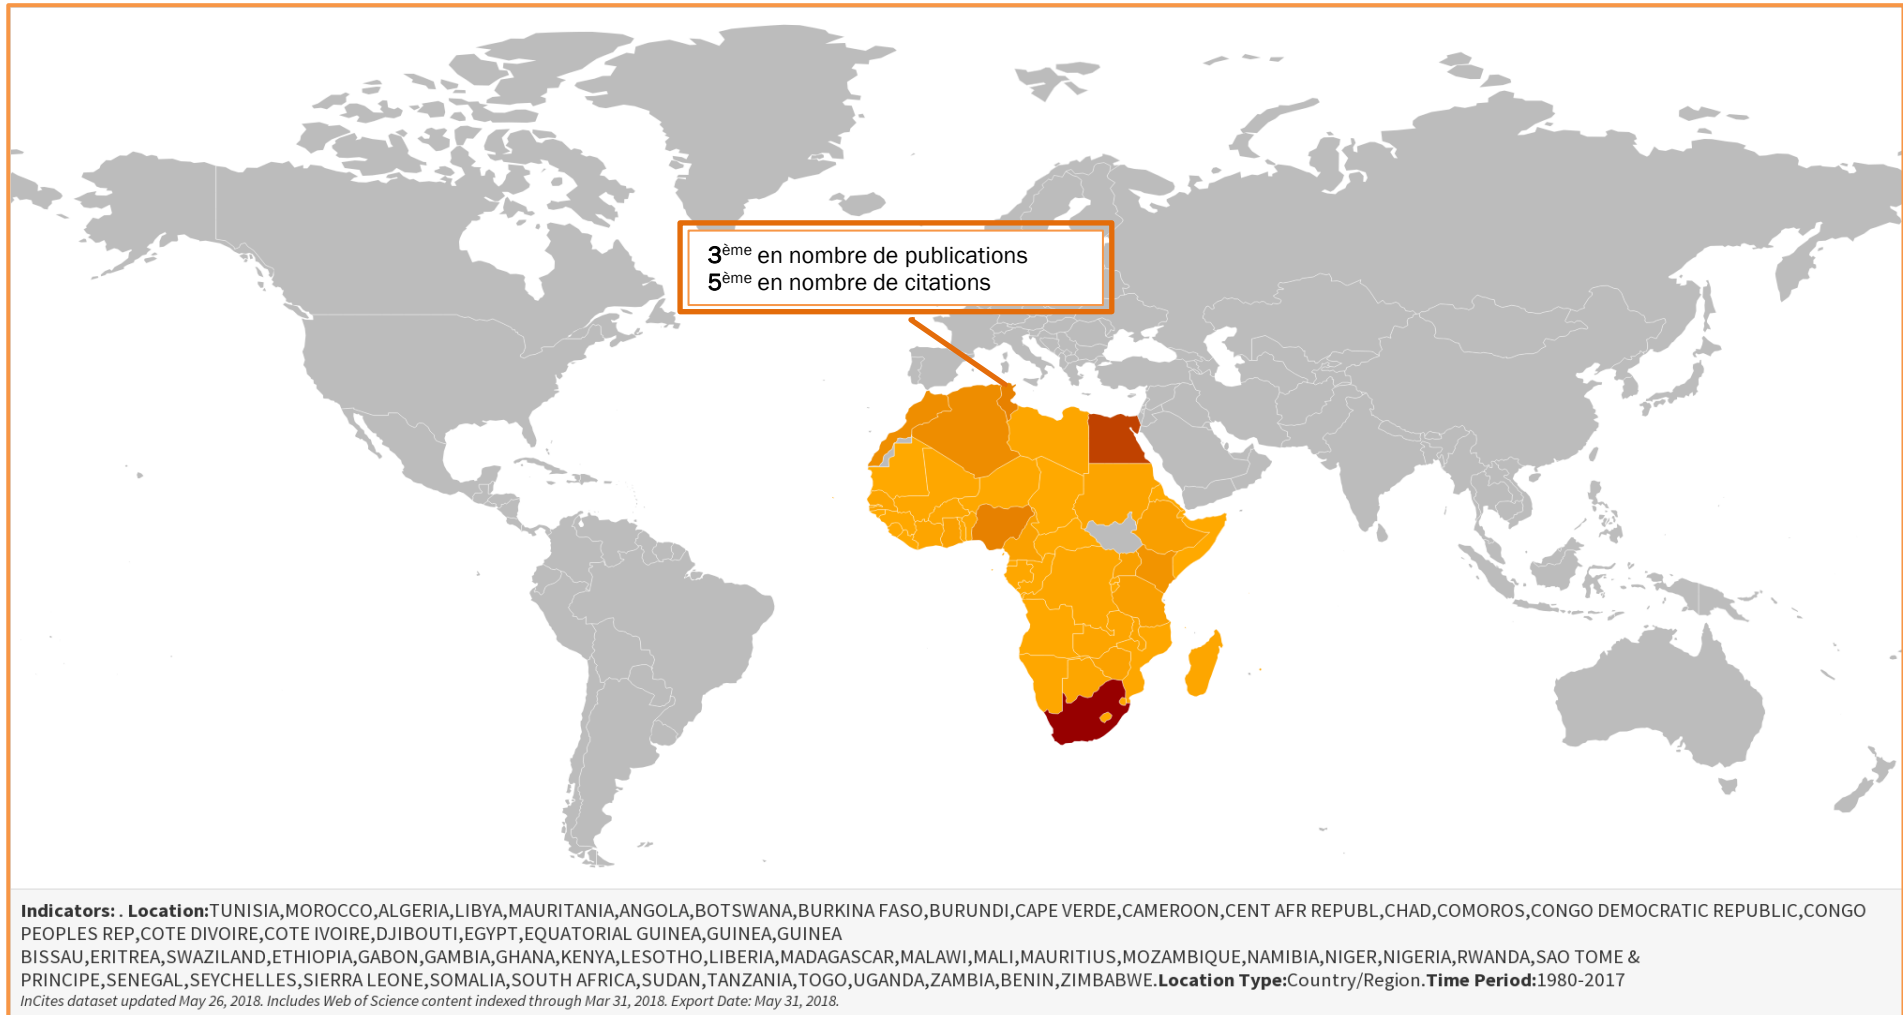 3ème en nombre de publications
5ème en nombre de citations
Indicators: . Location:TUNISIA,MOROCCO,ALGERIA,LIBYA,MAURITANIA,ANGOLA,BOTSWANA,BURKINA FASO,BURUNDI,CAPE VERDE,CAMEROON,CENT AFR REPUBL,CHAD,COMOROS,CONGO DEMOCRATIC REPUBLIC,CONGO
PEOPLES REP,COTE DIVOIRE,COTE IVOIRE,DJIBOUTI,EGYPT,EQUATORIAL GUINEA,GUINEA,GUINEA
BISSAU,ERITREA,SWAZILAND,ETHIOPIA,GABON,GAMBIA,GHANA,KENYA,LESOTHO,LIBERIA,MADAGASCAR,MALAWI,MALI,MAURITIUS,MOZAMBIQUE,NAMIBIA,NIGER,NIGERIA,RWANDA,SAO TOME &
PRINCIPE,SENEGAL,SEYCHELLES,SIERRA LEONE,SOMALIA,SOUTH AFRICA,SUDAN,TANZANIA,TOGO,UGANDA,ZAMBIA,BENIN,ZIMBABWE.Location Type:Country/Region.Time Period:1980-2017
InCites dataset updated May 26, 2018. Includes Web of Science content indexed through Mar 31, 2018. Export Date: May 31, 2018.